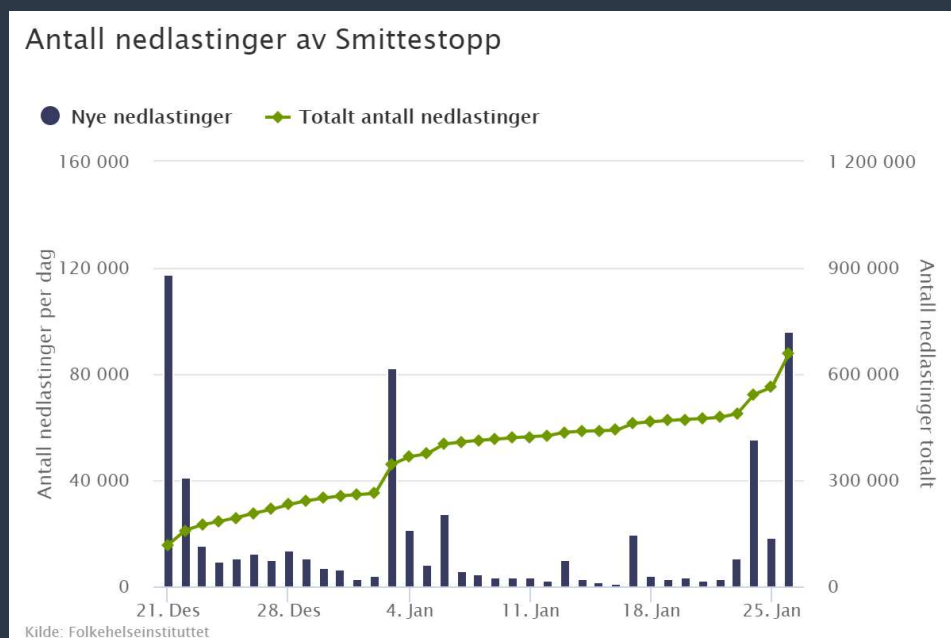 Antall nedlastinger av Smittestopp
Nye nedlastinger
Totalt antall nedlastinger
160 000
1 200 000
120 000
900 000
80 000
600 000
40 000
300 000
0
0
Antall nedlastinger per dag
Antall nedlastinger totalt
21. Des
28. Des
4. Jan
11. Jan
18. Jan
25. Jan
Kilde: Folkehelseinstituttet